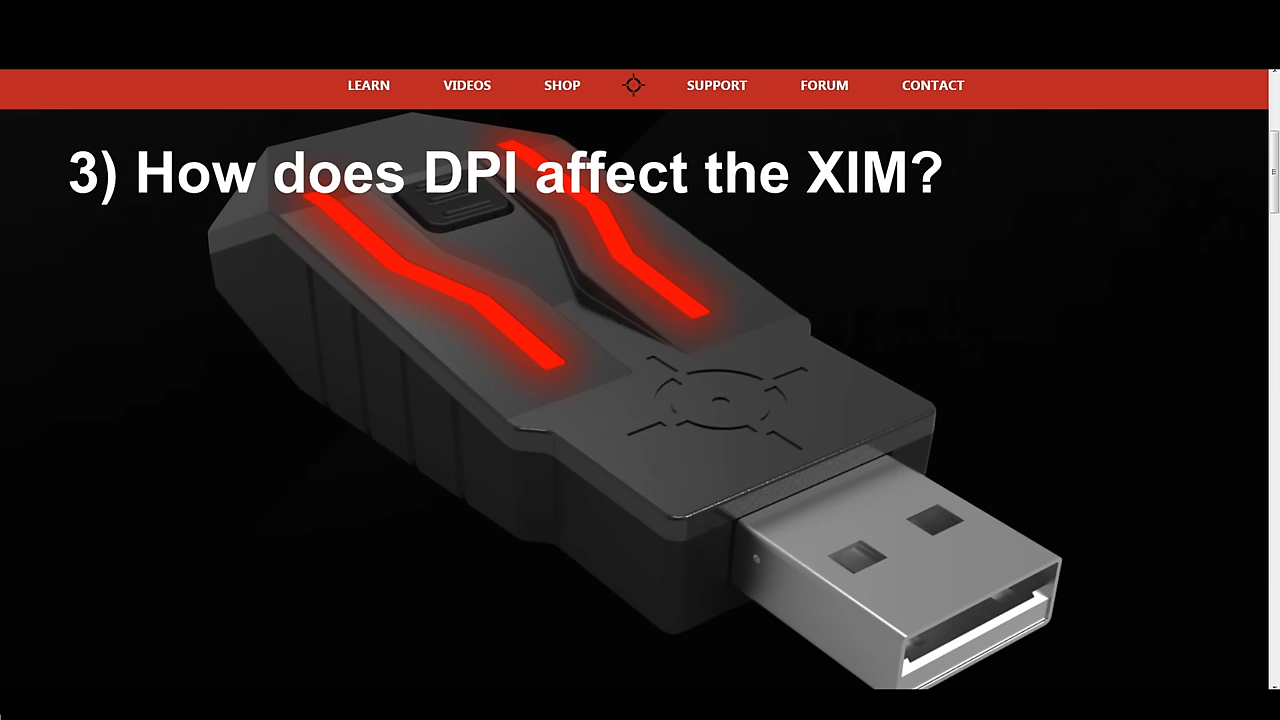 LEARN VIDEOS SHOP SUPPORT FORUM CONTACT
3) How does DPI affect the XIM?